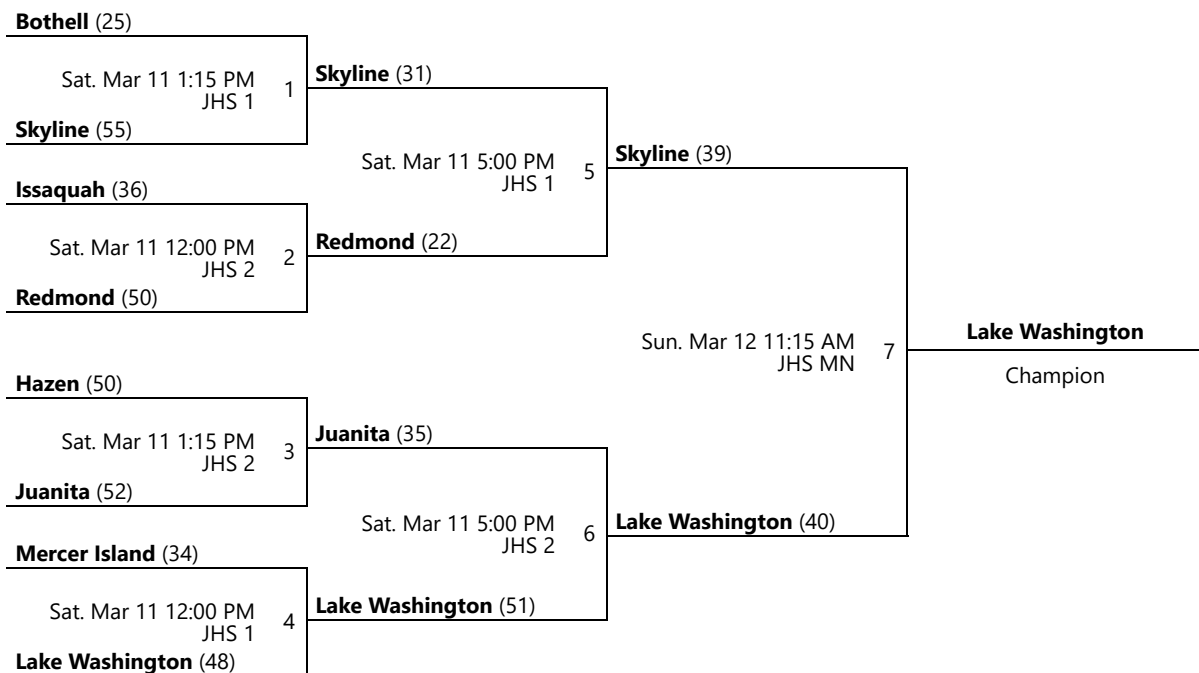 Bothell (25)
Sat. Mar 11 1:15 PM
JHS 1
1
Skyline (55)
Skyline (31)
Issaquah (36)
Sat. Mar 11 12:00 PM
JHS 2
2
Redmond (50)
Redmond (22)
Sat. Mar 11 5:00 PM
JHS 1
5
Skyline (39)
Hazen (50)
Sat. Mar 11 1:15 PM
JHS 2
3
Juanita (52)
Juanita (35)
Mercer Island (34)
Sat. Mar 11 12:00 PM
JHS 1
4
Lake Washington (48)
Lake Washington (51)
Sat. Mar 11 5:00 PM
JHS 2
6
Lake Washington (40)
Sun. Mar 12 11:15 AM
JHS MN
7
Lake Washington
Champion